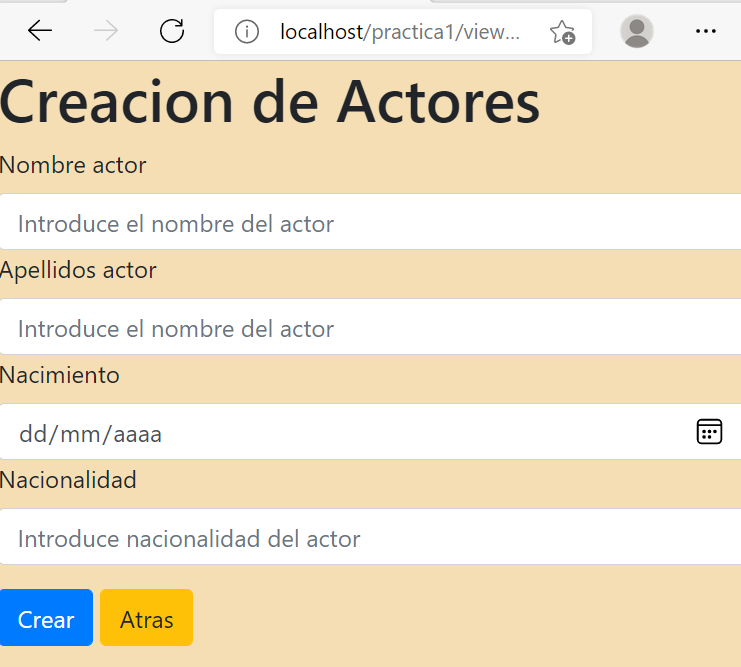 localhost/practica1/view...
Creacion de Actores
Nombre actor
Introduce el nombre del actor
Apellidos actor
Introduce el nombre del actor
Nacimiento
dd/mm/aaaa
Nacionalidad
Introduce nacionalidad del actor
Crear Atras